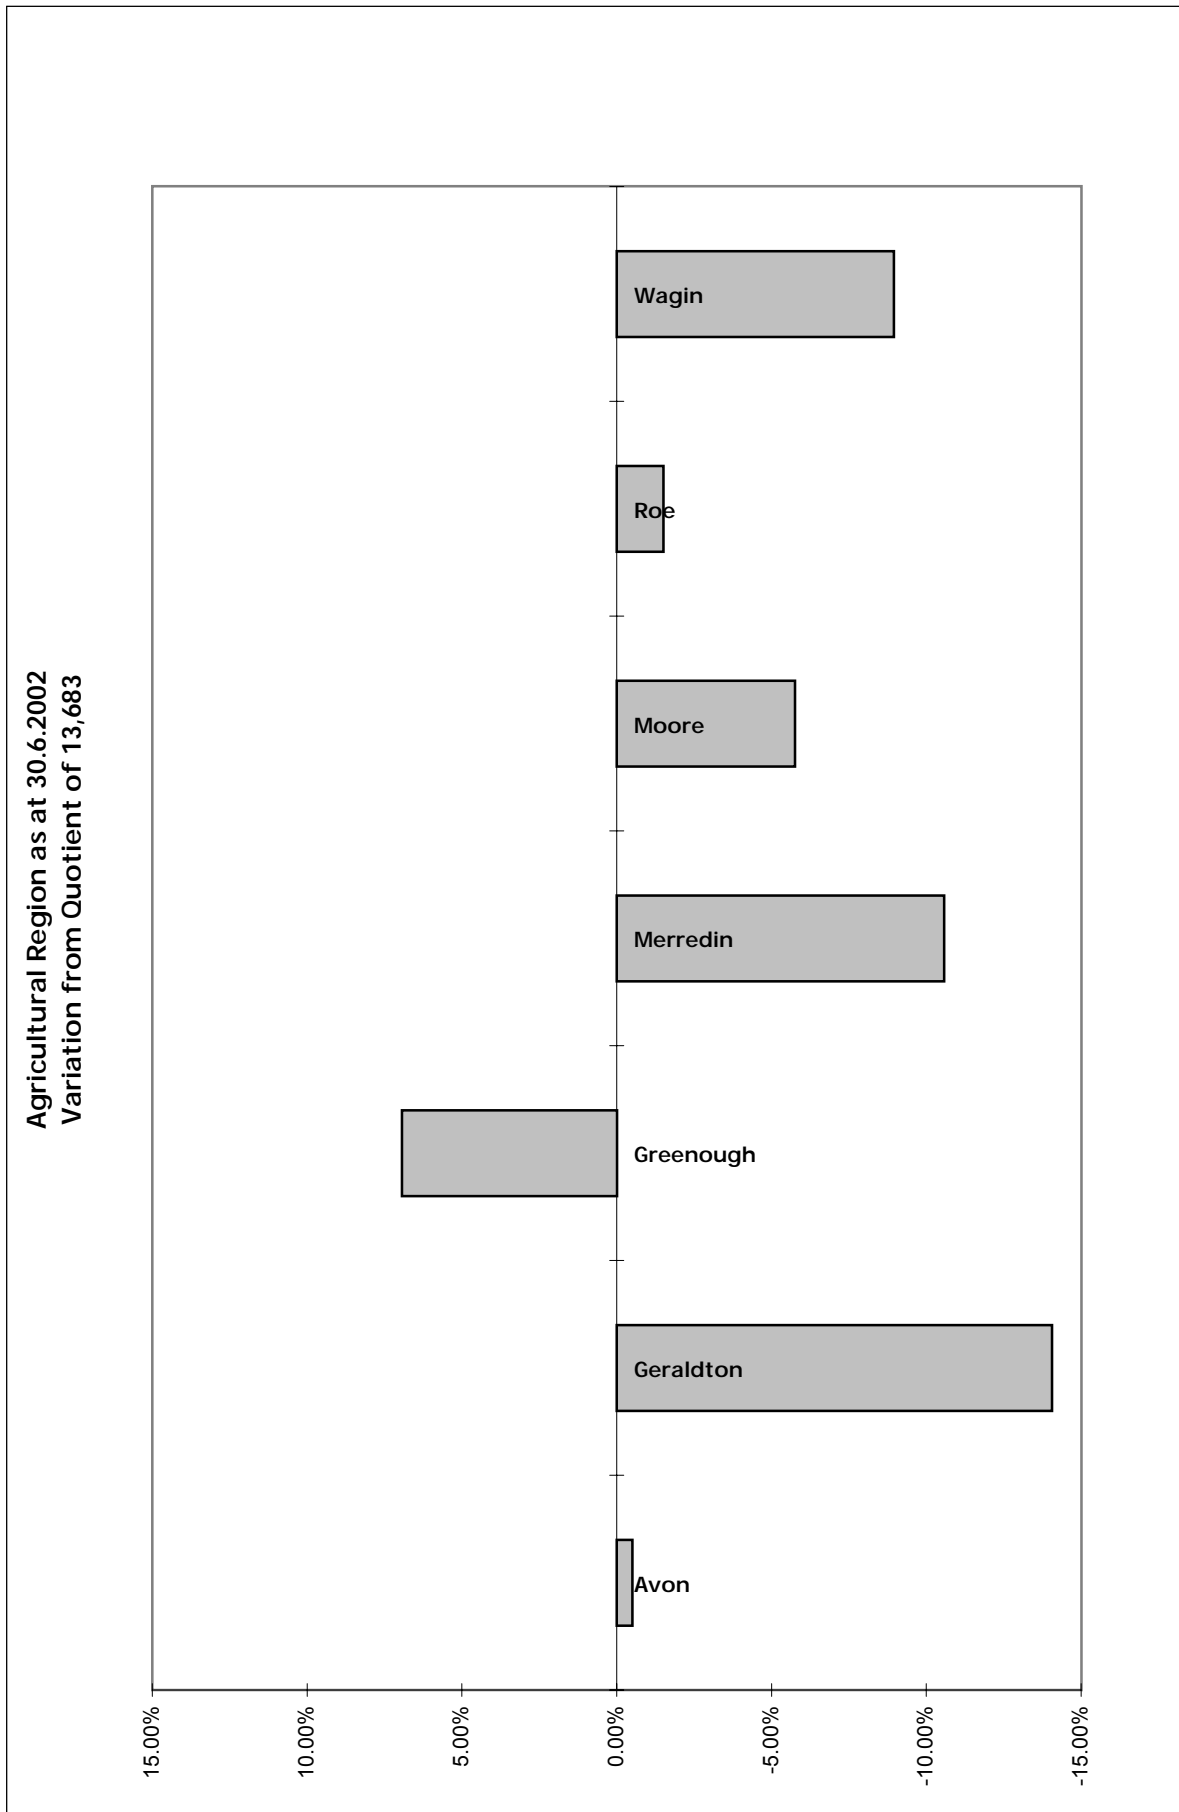 Agricultural Region as at 30.6.2002
Variation from Quotient of 13,683
15.00%
10.00%
5.00%
0.00%
-5.00%
-10.00%
-15.00%
Avon
Geraldton
Greenough
Merredin
Moore
Roe
Wagin